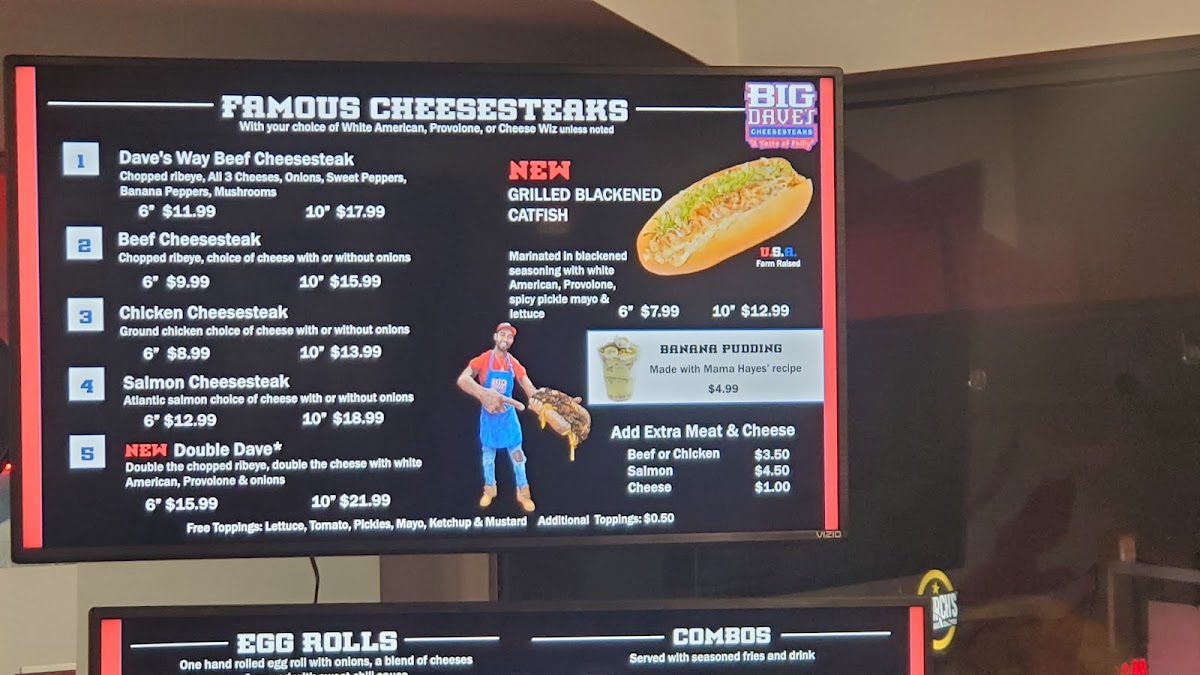 FAMOUS CHEESESTEAKS
With your choice of White American, Provolone, or Cheese Wiz unless noted
BIG
DAVE'S
CHEESESTEAKS
"A Taste of Philly"
1
Dave's Way Beef Cheesesteak
Chopped ribeye, All 3 Cheeses, Onions, Sweet Peppers,
Banana Peppers, Mushrooms
6" $11.99 10" $17.99
2
Beef Cheesesteak
Chopped ribeye, choice of cheese with or without onions
6" $9.99 10" $15.99
3
Chicken Cheesesteak
Ground chicken choice of cheese with or without onions
6" $8.99 10" $13.99
4
Salmon Cheesesteak
Atlantic salmon choice of cheese with or without onions
6" $12.99 10" $18.99
5
NEW Double Dave*
Double the chopped ribeye, double the cheese with white
American, Provolone & onions
6" $15.99 10" $21.99
NEW
GRILLED BLACKENED
CATFISH
U.S.A.
Farm Raised
Marinated in blackened
seasoning with white
American, Provolone,
spicy pickle mayo &
lettuce
6" $7.99 10" $12.99
BANANA PUDDING
Made with Mama Hayes' recipe
$4.99
BIG
Add Extra Meat & Cheese
Beef or Chicken $3.50
Salmon $4.50
Cheese $1.00
Free Toppings: Lettuce, Tomato, Pickles, Mayo, Ketchup & Mustard Additional Toppings: $0.50
VIZIO
EGG ROLLS
One hand rolled egg roll with onions, a blend of cheeses
COMBOS
Served with seasoned fries and drink